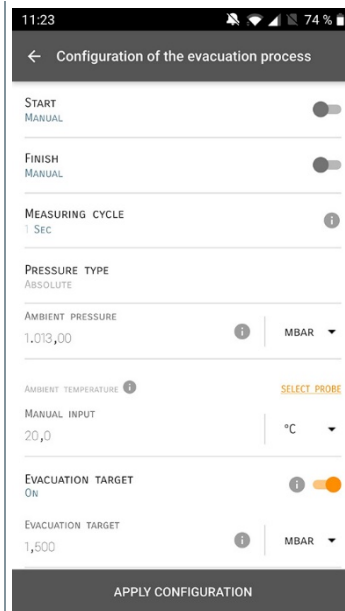 11:23 74 %
Configuration of the evacuation process
START
MANUAL
FINISH
MANUAL
MEASURING CYCLE
1 SEC
PRESSURE TYPE
ABSOLUTE
AMBIENT PRESSURE
1.013,00 MBAR
AMBIENT TEMPERATURE SELECT PROBE
MANUAL INPUT
20,0 °C
EVACUATION TARGET
ON
EVACUATION TARGET
1,500 MBAR
APPLY CONFIGURATION